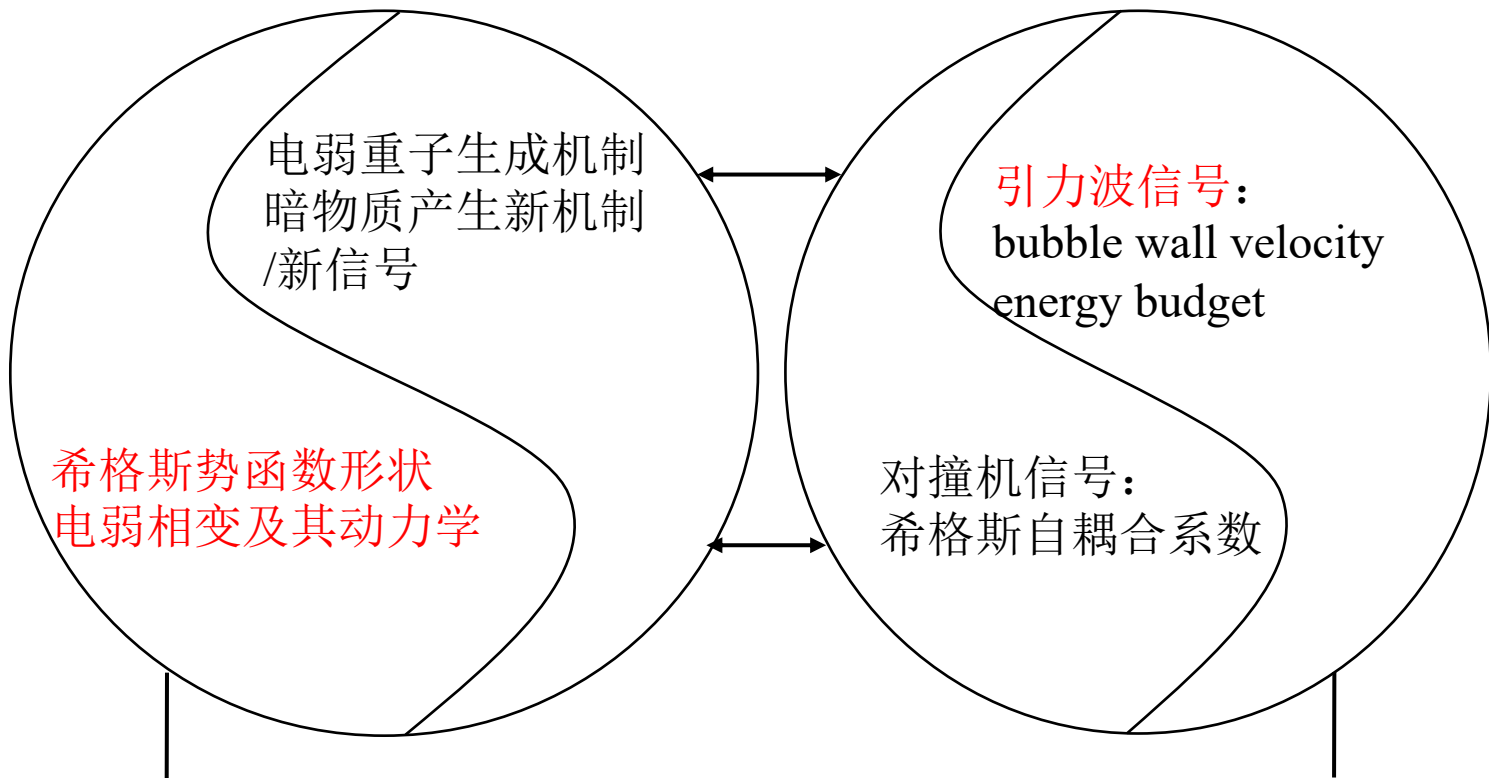 电弱重子生成机制
暗物质产生新机制
/新信号
希格斯势函数形状
电弱相变及其动力学
引力波信号：
bubble wall velocity
energy budget
对撞机信号：
希格斯自耦合系数